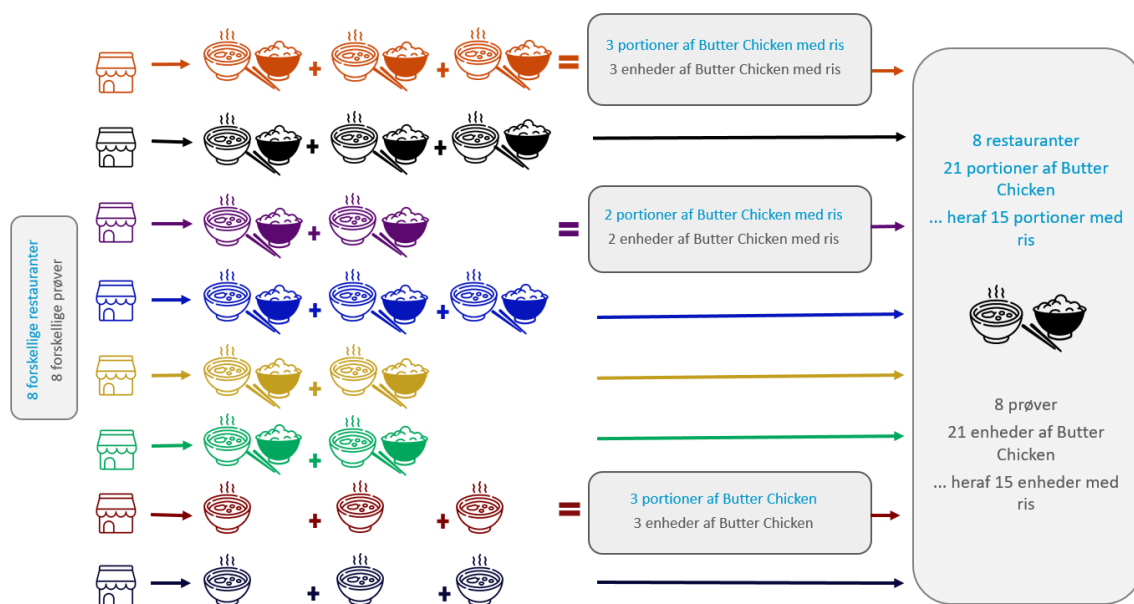 3 portioner af Butter Chicken med ris
3 enheder af Butter Chicken med ris
2 portioner af Butter Chicken med ris
2 enheder af Butter Chicken med ris
3 portioner af Butter Chicken
3 enheder af Butter Chicken
8 forskellige restauranter
8 forskellige prøver
8 restauranter
21 portioner af Butter
Chicken
... heraf 15 portioner med
ris
8 prøver
21 enheder af Butter
Chicken
... heraf 15 enheder med
ris